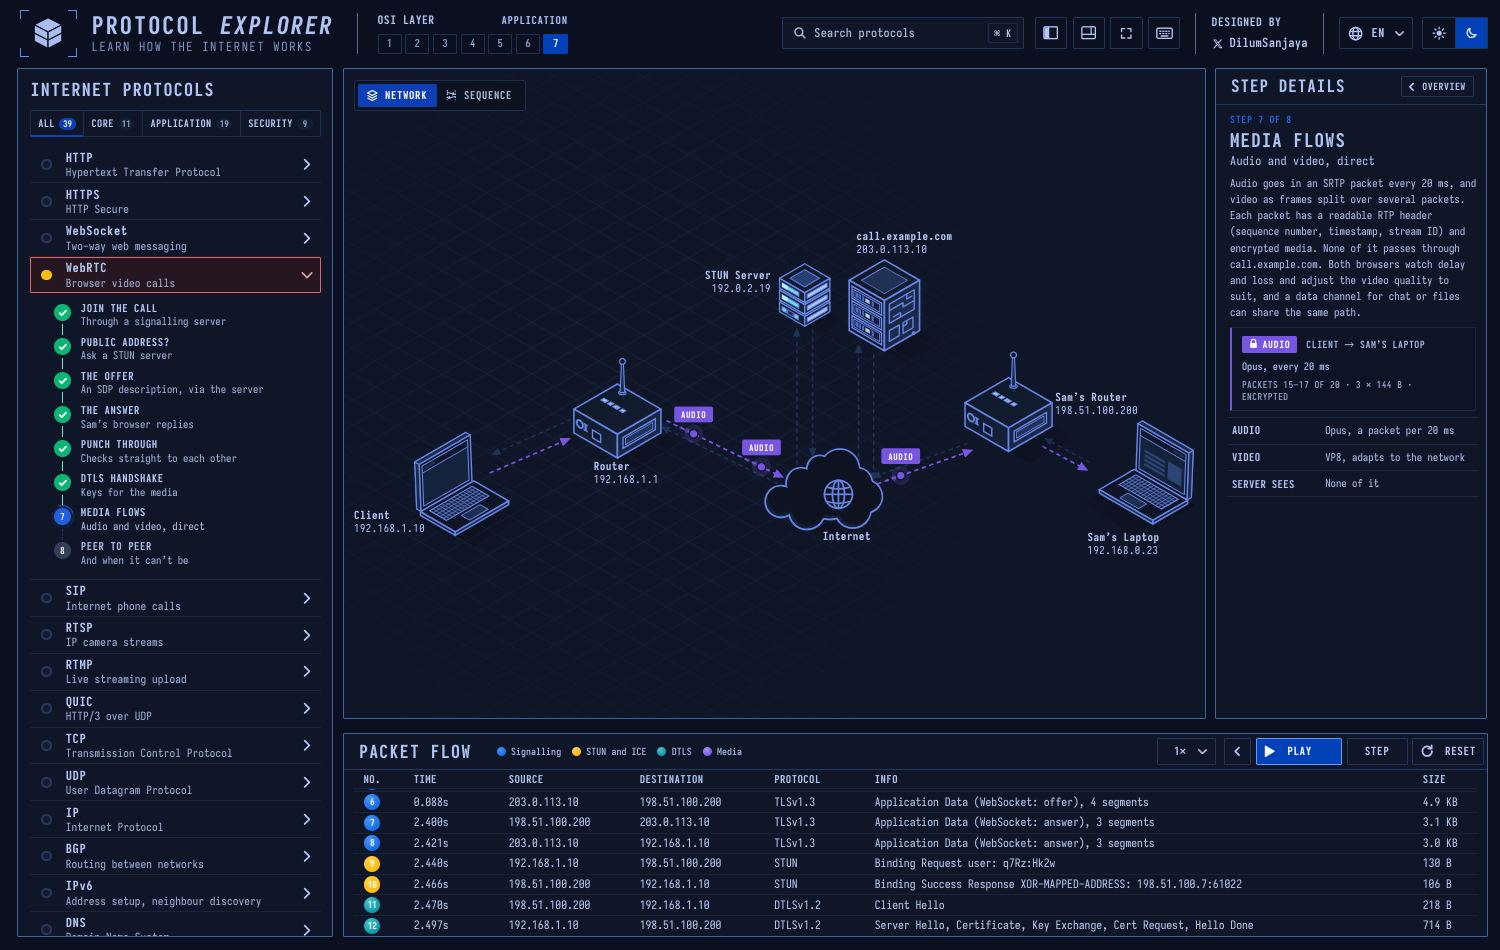 PROTOCOL EXPLORER
LEARN HOW THE INTERNET WORKS
OSI LAYER APPLICATION
1 2 3 4 5 6 7
Search protocols ⌘ K
DESIGNED BY
DilumSanjaya
EN
INTERNET PROTOCOLS
ALL 39 CORE 11 APPLICATION 19 SECURITY 9
HTTP
Hypertext Transfer Protocol
HTTPS
HTTP Secure
WebSocket
Two-way web messaging
WebRTC
Browser video calls
JOIN THE CALL
Through a signalling server
PUBLIC ADDRESS?
Ask a STUN server
THE OFFER
An SDP description, via the server
THE ANSWER
Sam's browser replies
PUNCH THROUGH
Checks straight to each other
DTLS HANDSHAKE
Keys for the media
7 MEDIA FLOWS
Audio and video, direct
8 PEER TO PEER
And when it can't be
SIP
Internet phone calls
RTSP
IP camera streams
RTMP
Live streaming upload
QUIC
HTTP/3 over UDP
TCP
Transmission Control Protocol
UDP
User Datagram Protocol
IP
Internet Protocol
BGP
Routing between networks
IPv6
Address setup, neighbour discovery
DNS
NETWORK SEQUENCE
call.example.com
203.0.113.10
STUN Server
192.0.2.19
Sam's Router
198.51.100.200
AUDIO
AUDIO
AUDIO
Router
192.168.1.1
Client
192.168.1.10
Internet
Sam's Laptop
192.168.0.23
STEP DETAILS OVERVIEW
STEP 7 OF 8
MEDIA FLOWS
Audio and video, direct
Audio goes in an SRTP packet every 20 ms, and
video as frames split over several packets.
Each packet has a readable RTP header
(sequence number, timestamp, stream ID) and
encrypted media. None of it passes through
call.example.com. Both browsers watch delay
and loss and adjust the video quality to
suit, and a data channel for chat or files
can share the same path.
AUDIO CLIENT → SAM'S LAPTOP
Opus, every 20 ms
PACKETS 15–17 OF 20 · 3 × 144 B ·
ENCRYPTED
AUDIO Opus, a packet per 20 ms
VIDEO VP8, adapts to the network
SERVER SEES None of it
PACKET FLOW Signalling STUN and ICE DTLS Media 1× PLAY STEP RESET
NO. TIME SOURCE DESTINATION PROTOCOL INFO SIZE
6 0.088s 203.0.113.10 198.51.100.200 TLSv1.3 Application Data (WebSocket: offer), 4 segments 4.9 KB
7 2.400s 198.51.100.200 203.0.113.10 TLSv1.3 Application Data (WebSocket: answer), 3 segments 3.1 KB
8 2.421s 203.0.113.10 192.168.1.10 TLSv1.3 Application Data (WebSocket: answer), 3 segments 3.0 KB
9 2.440s 192.168.1.10 198.51.100.200 STUN Binding Request user: q7Rz:Hk2w 130 B
10 2.466s 198.51.100.200 192.168.1.10 STUN Binding Success Response XOR-MAPPED-ADDRESS: 198.51.100.7:61022 106 B
11 2.470s 198.51.100.200 192.168.1.10 DTLSv1.2 Client Hello 218 B
12 2.497s 192.168.1.10 198.51.100.200 DTLSv1.2 Server Hello, Certificate, Key Exchange, Cert Request, Hello Done 714 B